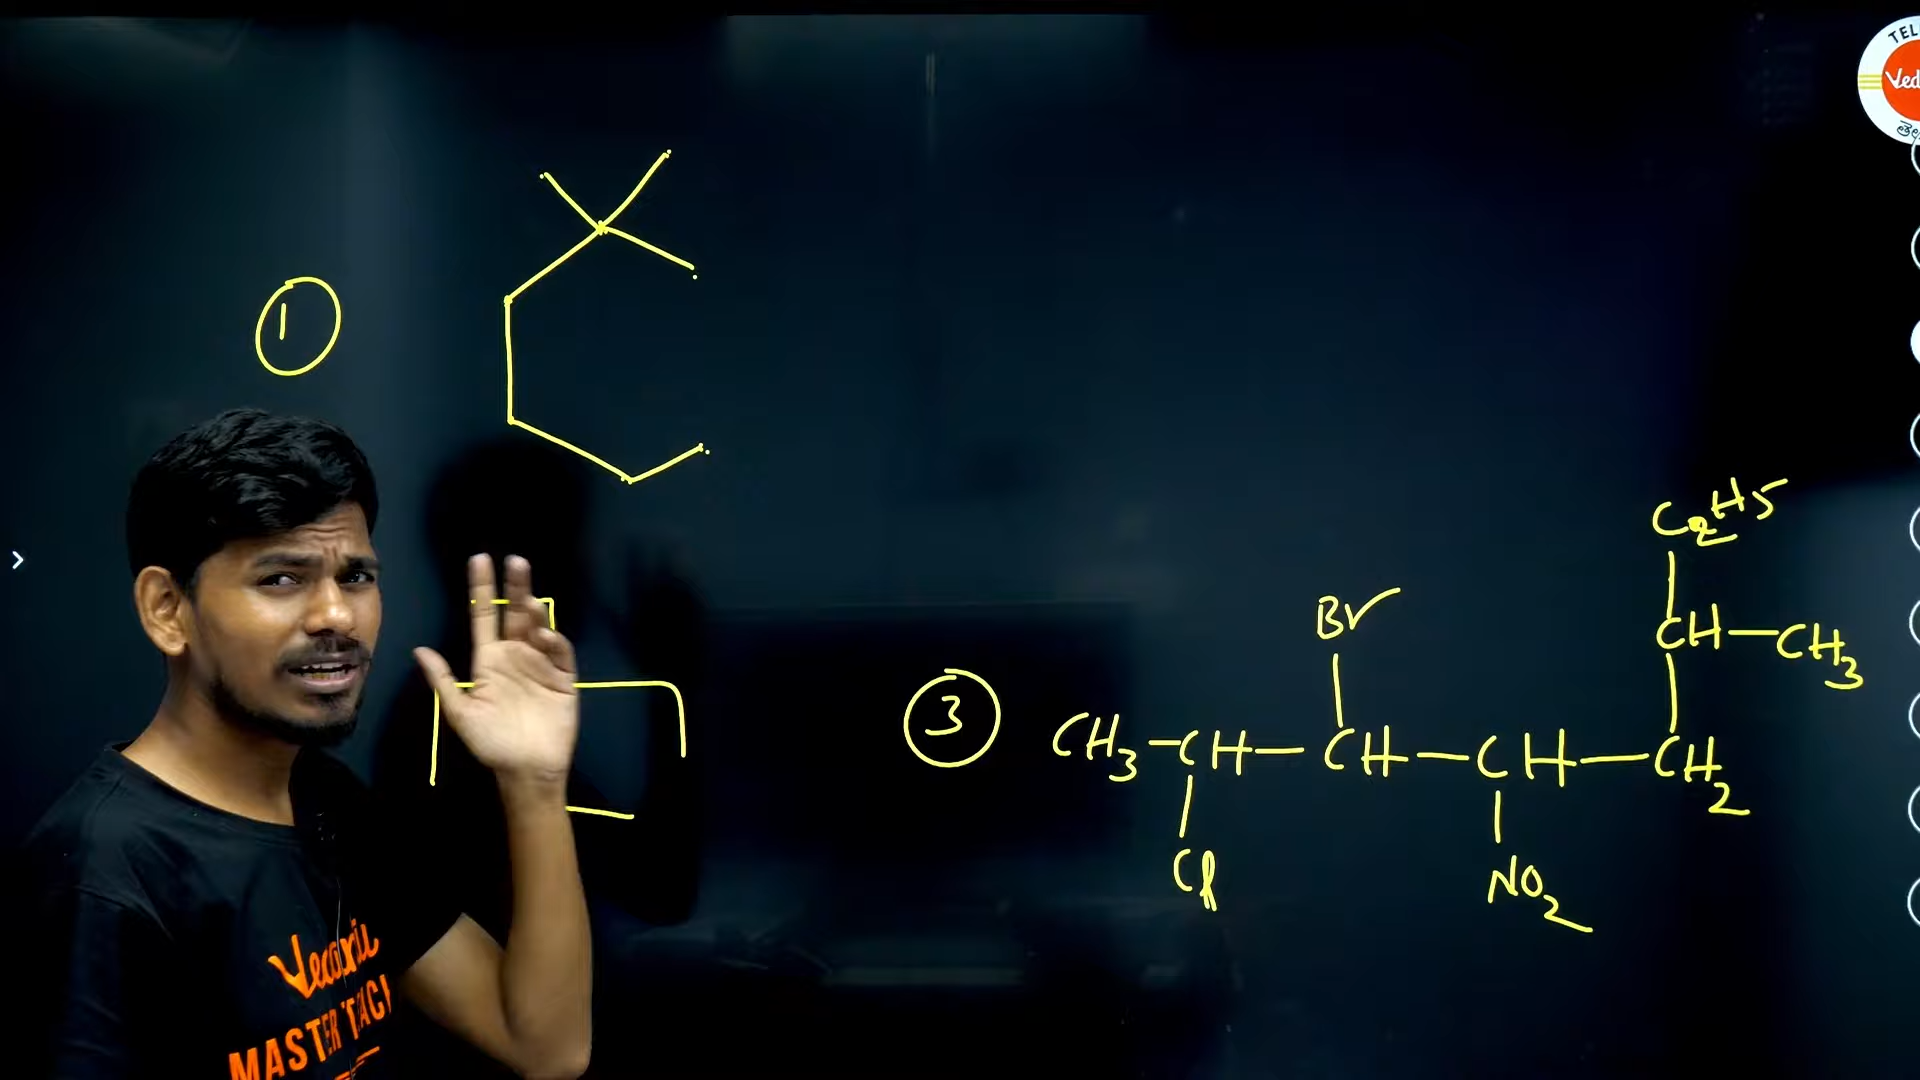 TEL
Ved
తెలు
1
C2H5
Br
CH-CH3
3
CH3-CH-CH-CH-CH2
Cl
NO2
Vedantu
MASTER TEACH